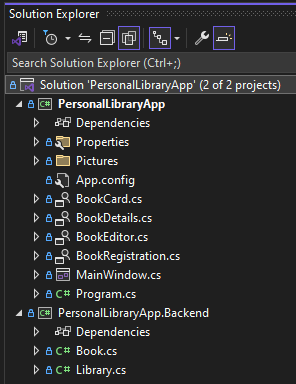 Solution Explorer
Search Solution Explorer (Ctrl+;)
Solution 'PersonalLibraryApp' (2 of 2 projects)
C# PersonalLibraryApp
Dependencies
Properties
Pictures
App.config
BookCard.cs
BookDetails.cs
BookEditor.cs
BookRegistration.cs
MainWindow.cs
C# Program.cs
C# PersonalLibraryApp.Backend
Dependencies
C# Book.cs
C# Library.cs